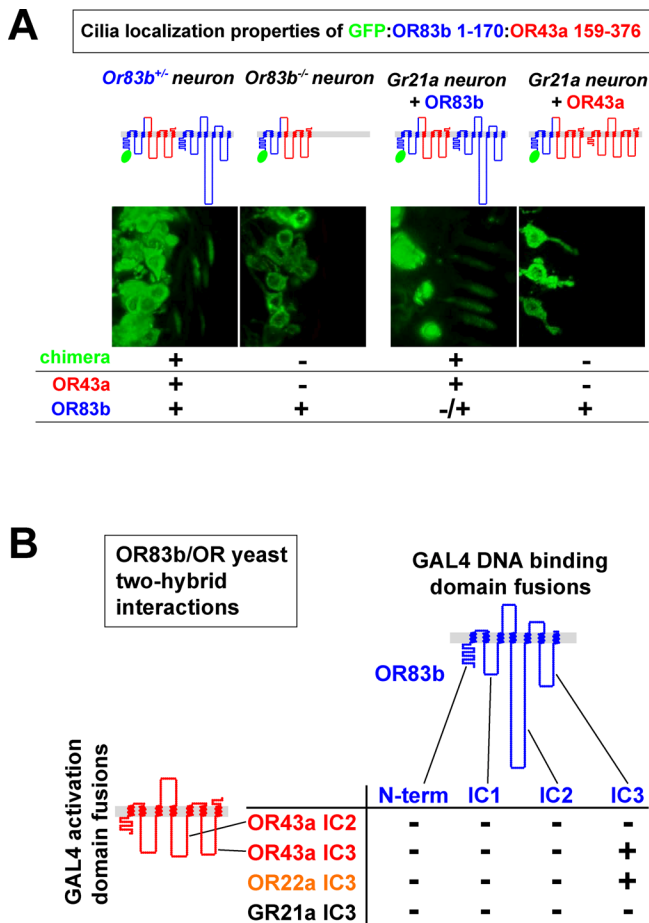 A
Cilia localization properties of GFP:OR83b 1-170:OR43a 159-376
Or83b+/- neuron
Or83b-/- neuron
Gr21a neuron
+ OR83b
Gr21a neuron
+ OR43a
chimera + - + -
OR43a + - + -
OR83b + + -/+ +
B
OR83b/OR yeast
two-hybrid
interactions
GAL4 DNA binding
domain fusions
OR83b
GAL4 activation
domain fusions
N-term IC1 IC2 IC3
OR43a IC2 - - - -
OR43a IC3 - - - +
OR22a IC3 - - - +
GR21a IC3 - - - -